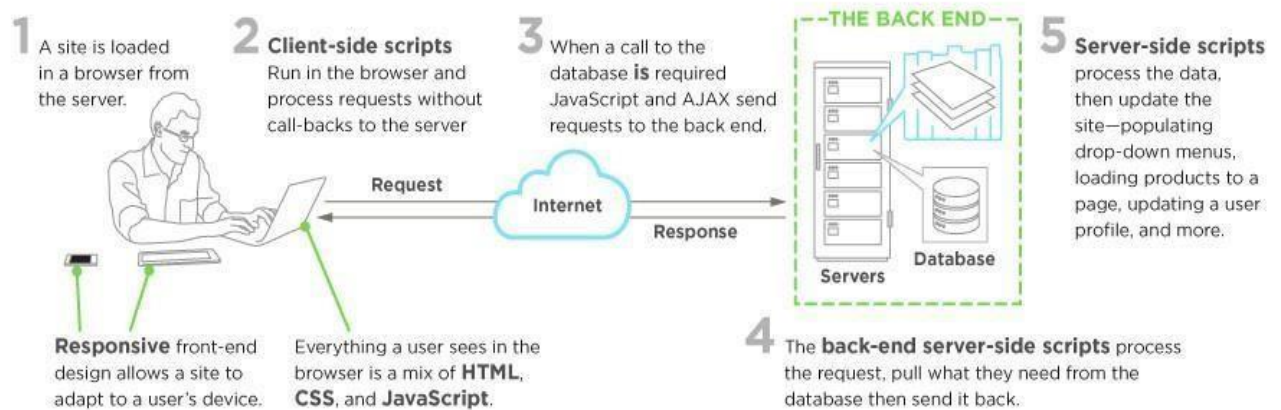 1
A site is loaded
in a browser from
the server.
2
Client-side scripts
Run in the browser and
process requests without
call-backs to the server
3
When a call to the
database is required
JavaScript and AJAX send
requests to the back end.
THE BACK END
5
Server-side scripts
process the data,
then update the
site—populating
drop-down menus,
loading products to a
page, updating a user
profile, and more.
Request
Internet
Response
Servers
Database
Responsive front-end
design allows a site to
adapt to a user's device.
Everything a user sees in the
browser is a mix of HTML,
CSS, and JavaScript.
4
The back-end server-side scripts process
the request, pull what they need from the
database then send it back.